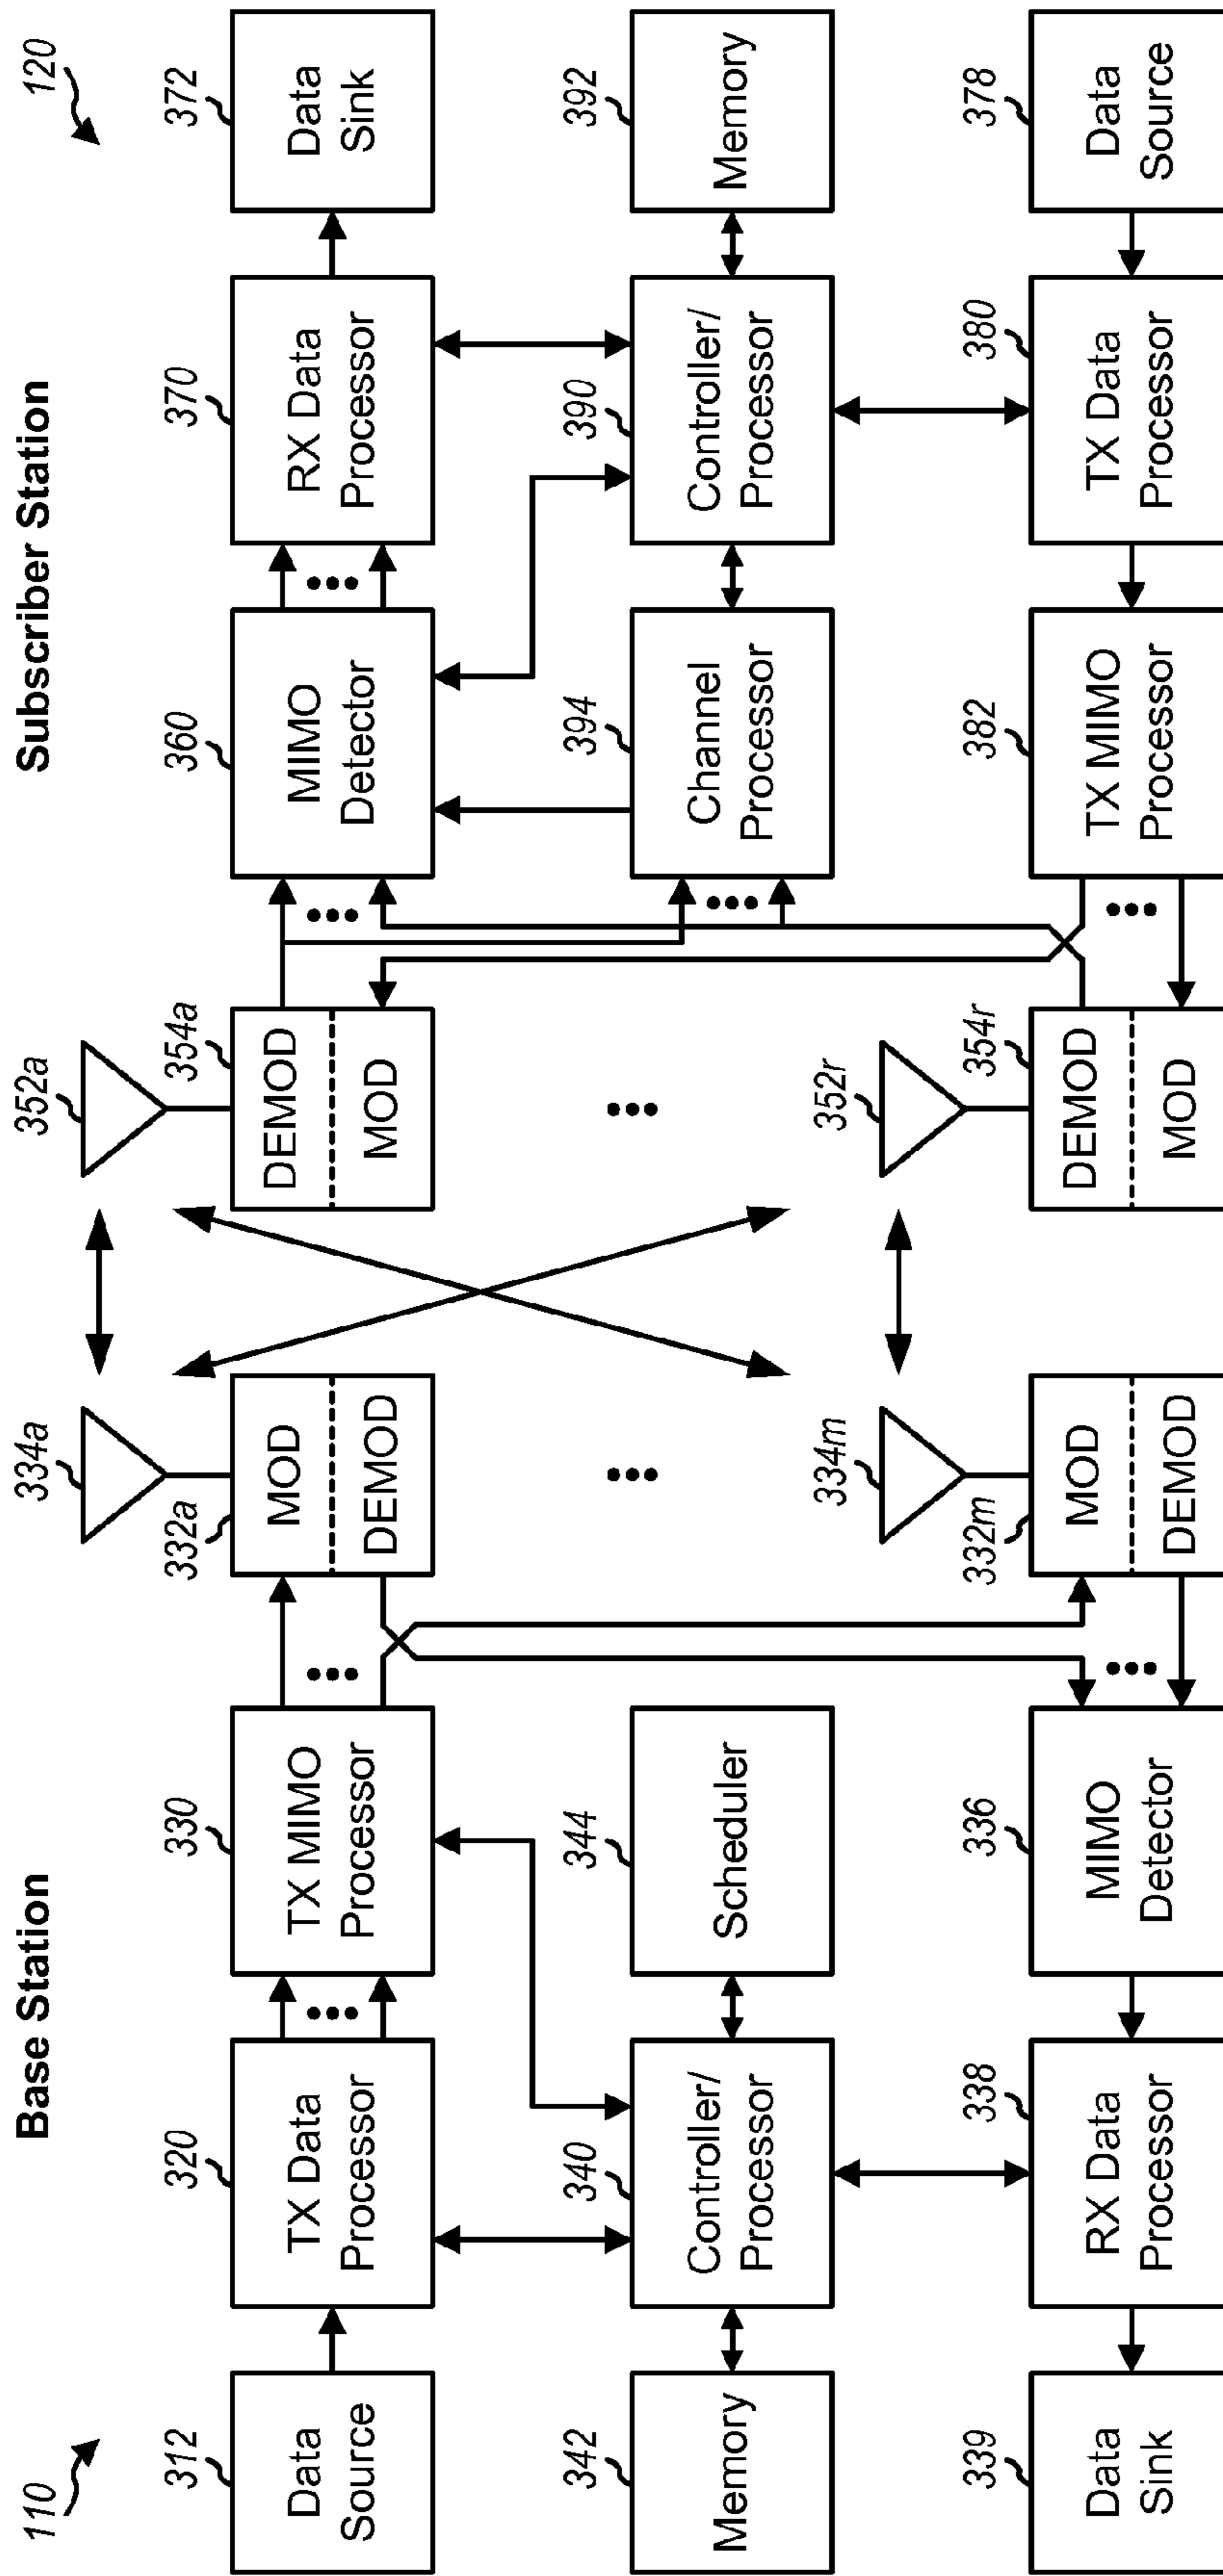 Base Station
Subscriber Station
110
120
312
320
330
332a
334a
352a
354a
360
370
372
Data
Source
TX Data
Processor
TX MIMO
Processor
MOD
DEMOD
DEMOD
MOD
MIMO
Detector
RX Data
Processor
Data
Sink
342
340
344
394
390
392
Memory
Controller/
Processor
Scheduler
Channel
Processor
Controller/
Processor
Memory
339
338
336
332m
334m
352r
354r
382
380
378
Data
Sink
RX Data
Processor
MIMO
Detector
MOD
DEMOD
DEMOD
MOD
TX MIMO
Processor
TX Data
Processor
Data
Source